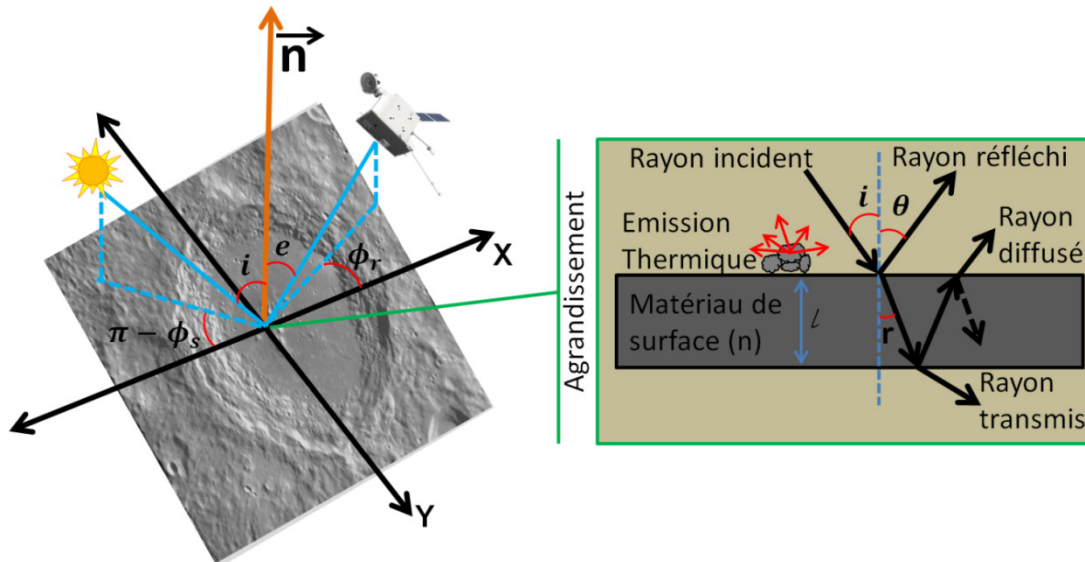 n
i
e
ϕr
X
π − ϕs
Y
Agrandissement
Rayon incident
Rayon réfléchi
i
θ
Emission
Thermique
Rayon
diffusé
Matériau de
surface (n)
l
r
Rayon
transmis